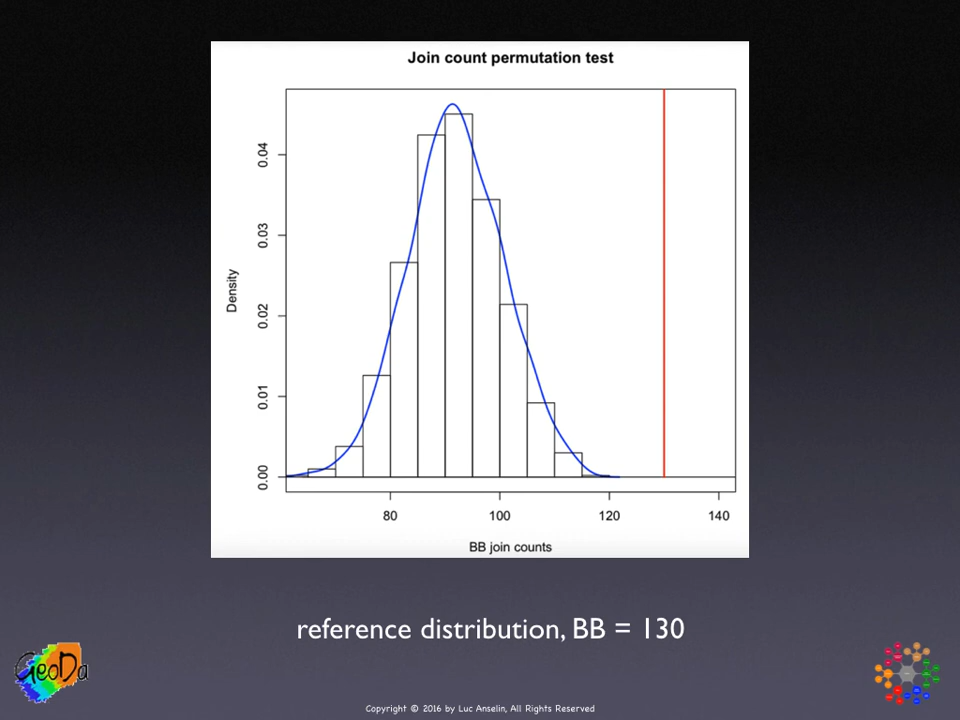 Join count permutation test
0.04
0.03
0.02
0.01
0.00
Density
80 100 120 140
BB join counts
reference distribution, BB = 130
GeoDa
Copyright © 2016 by Luc Anselin, All Rights Reserved